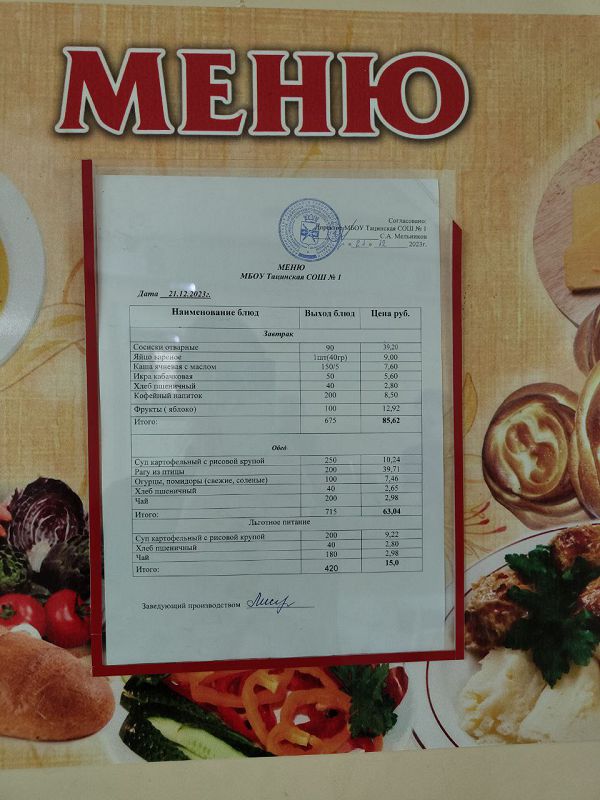 МЕНЮ
Согласовано:
Директор МБОУ Тацинская СОШ № 1
С.А. Мельников
2023г.
МЕНЮ
МБОУ Тацинская СОШ № 1
Дата 21.12.2023г.
Наименование блюд Выход блюд Цена руб.
Завтрак
Сосиски отварные 90 39,20
Яйцо вареное 1шт(40гр) 9,00
Каша ячневая с маслом 150/5 7,60
Икра кабачковая 50 5,60
Хлеб пшеничный 40 2,80
Кофейный напиток 200 8,50
Фрукты ( яблоко) 100 12,92
Итого: 675 85,62
Обед
Суп картофельный с рисовой крупой 250 10,24
Рагу из птицы 200 39,71
Огурцы, помидоры (свежие, соленые) 100 7,46
Хлеб пшеничный 40 2,65
Чай 200 2,98
Итого: 715 63,04
Льготное питание
Суп картофельный с рисовой крупой 200 9,22
Хлеб пшеничный 40 2,80
Чай 180 2,98
Итого: 420 15,0
Заведующий производством